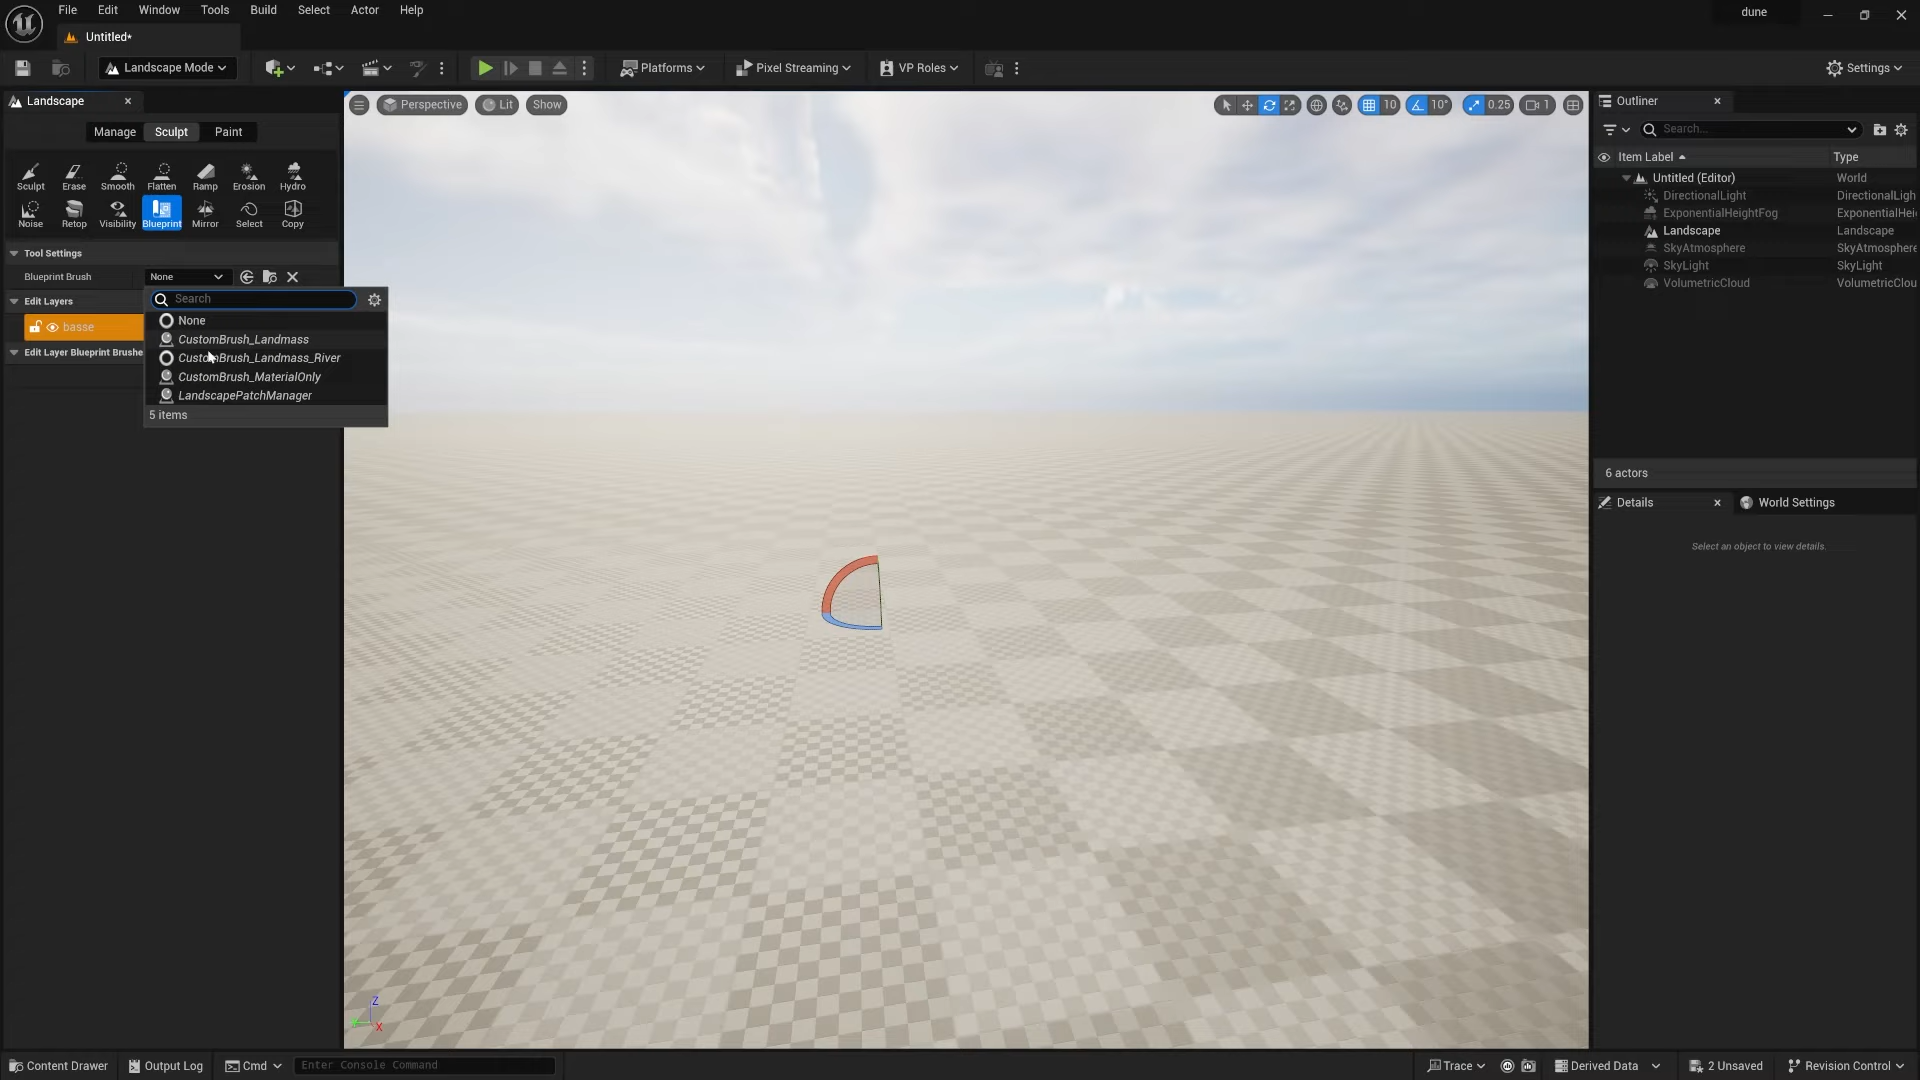 File Edit Window Tools Build Select Actor Help
dune
Untitled*
Landscape Mode
Platforms
Pixel Streaming
VP Roles
Settings
Landscape
Manage Sculpt Paint
Sculpt Erase Smooth Flatten Ramp Erosion Hydro
Noise Retop Visibility Blueprint Mirror Select Copy
Tool Settings
Blueprint Brush None
Edit Layers
basse
Edit Layer Blueprint Brushe
Search
None
CustomBrush_Landmass
CustomBrush_Landmass_River
CustomBrush_MaterialOnly
LandscapePatchManager
5 items
Perspective Lit Show
10 10° 0.25 1
Z
X
Outliner
Search...
Item Label Type
Untitled (Editor) World
DirectionalLight DirectionalLigh
ExponentialHeightFog ExponentialHei
Landscape Landscape
SkyAtmosphere SkyAtmosphere
SkyLight SkyLight
VolumetricCloud VolumetricClou
6 actors
Details World Settings
Select an object to view details.
Content Drawer Output Log Cmd Enter Console Command
Trace Derived Data 2 Unsaved Revision Control